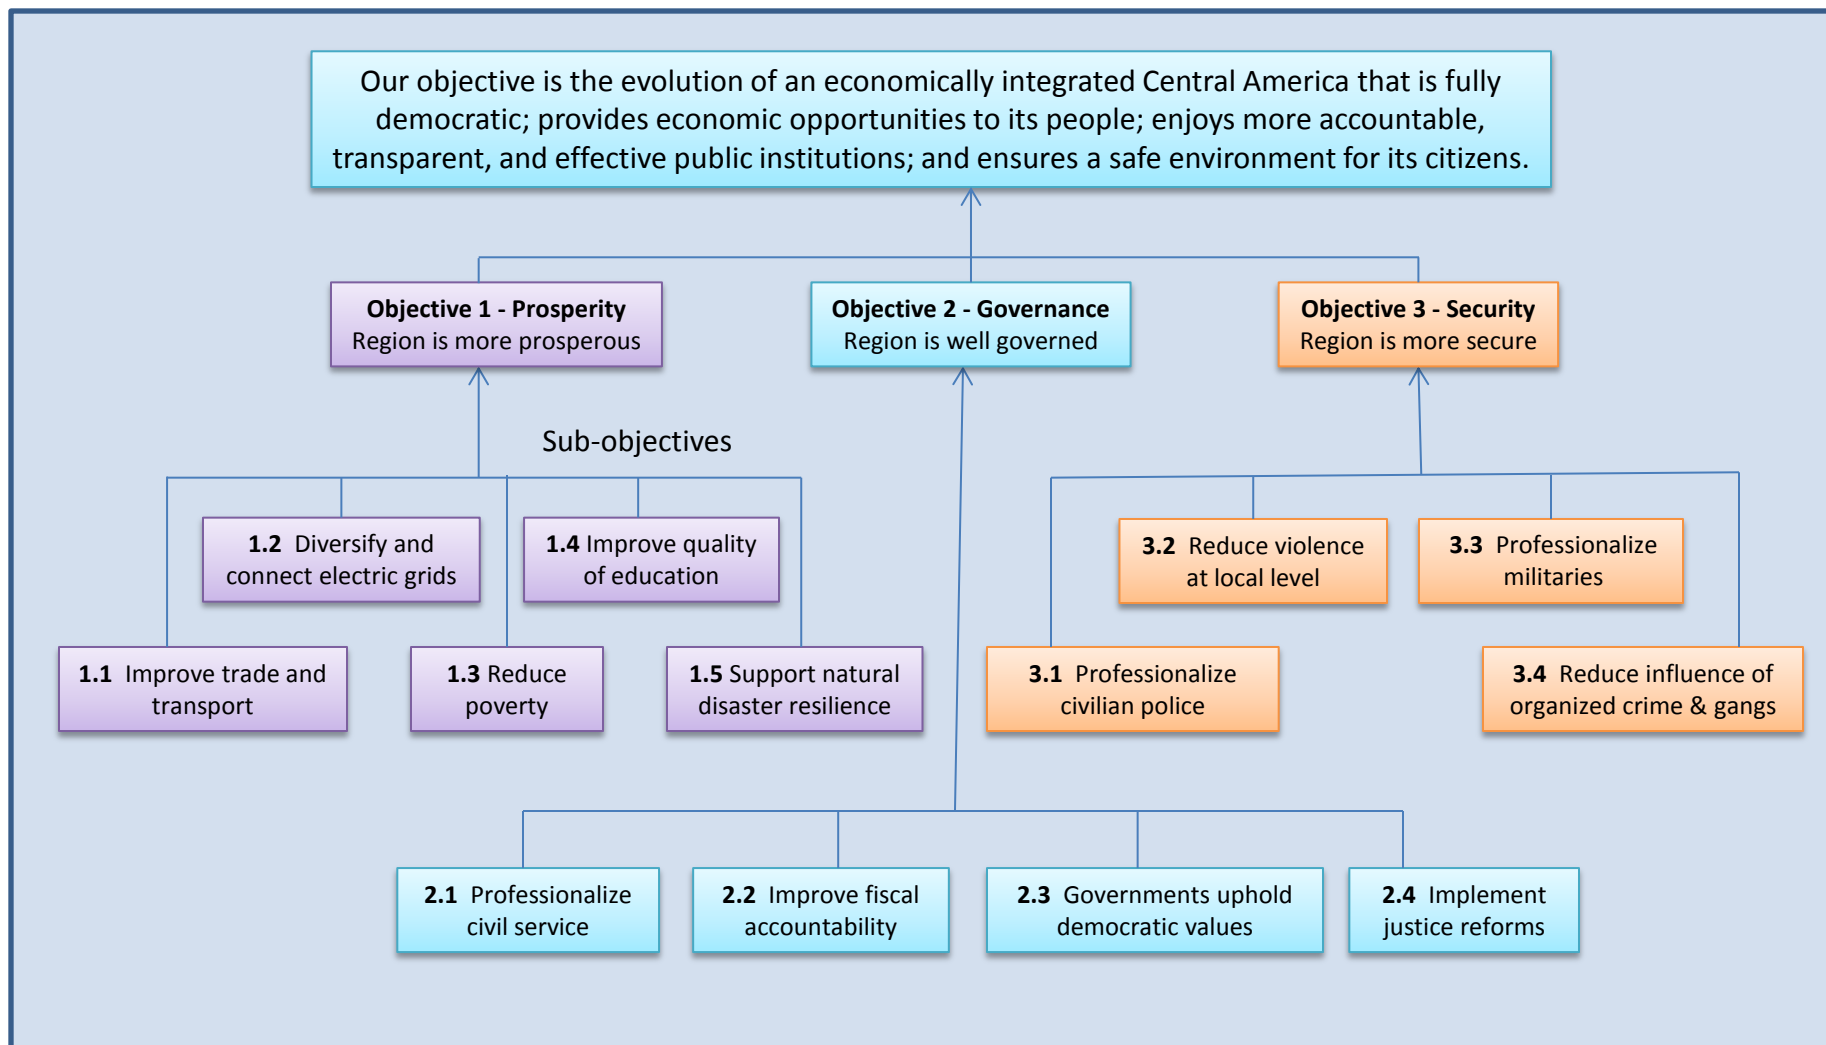 Our objective is the evolution of an economically integrated Central America that is fully
democratic; provides economic opportunities to its people; enjoys more accountable,
transparent, and effective public institutions; and ensures a safe environment for its citizens.
Objective 1 - Prosperity
Region is more prosperous
Objective 2 - Governance
Region is well governed
Objective 3 - Security
Region is more secure
Sub-objectives
1.2 Diversify and
connect electric grids
1.4 Improve quality
of education
3.2 Reduce violence
at local level
3.3 Professionalize
militaries
1.1 Improve trade and
transport
1.3 Reduce
poverty
1.5 Support natural
disaster resilience
3.1 Professionalize
civilian police
3.4 Reduce influence of
organized crime & gangs
2.1 Professionalize
civil service
2.2 Improve fiscal
accountability
2.3 Governments uphold
democratic values
2.4 Implement
justice reforms